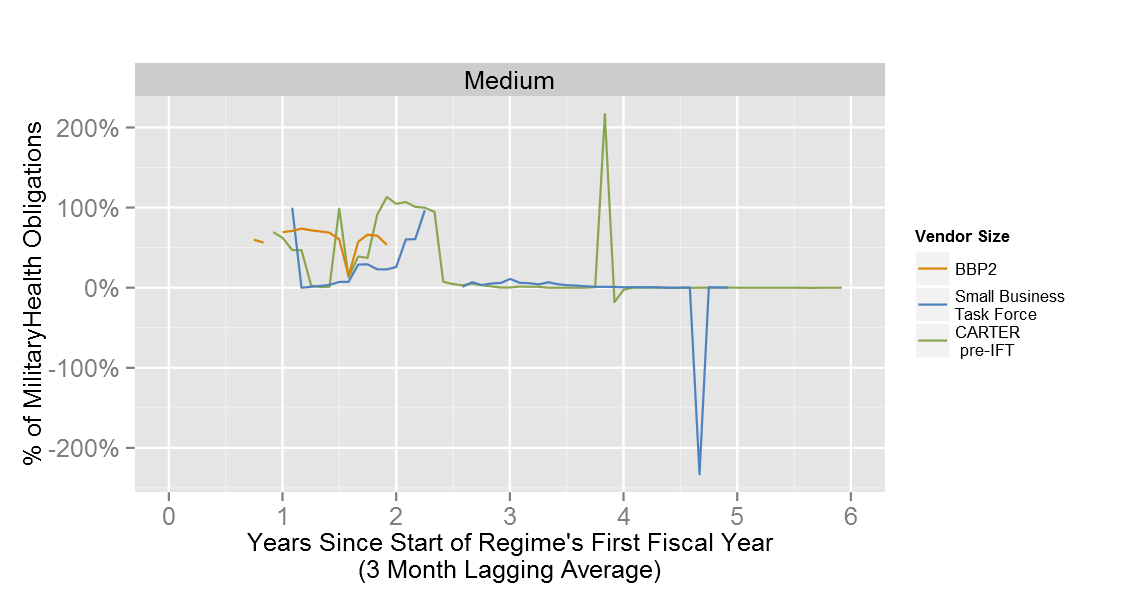 Medium
% of MilitaryHealth Obligations
200%
100%
0%
-100%
-200%
0 1 2 3 4 5 6
Years Since Start of Regime's First Fiscal Year
(3 Month Lagging Average)
Vendor Size
BBP2
Small Business
Task Force
CARTER
pre-IFT